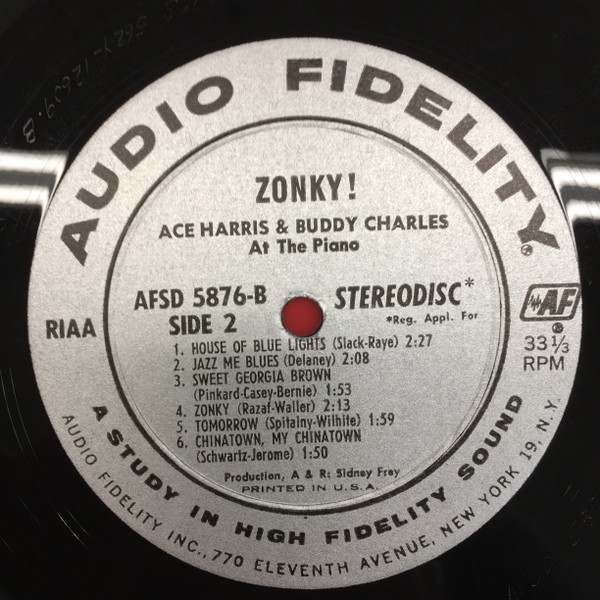 AUDIO FIDELITY
ZONKY!
ACE HARRIS & BUDDY CHARLES
At The Piano
AFSD 5876-B
STEREODISC*
SIDE 2
*Reg. Appl. For
RIAA
AF
33⅓
RPM
1. HOUSE OF BLUE LIGHTS (Slack-Raye) 2:27
2. JAZZ ME BLUES (Delaney) 2:08
3. SWEET GEORGIA BROWN
(Pinkard-Casey-Bernie) 1:53
4. ZONKY (Razaf-Waller) 2:13
5. TOMORROW (Spitalny-Wilhite) 1:59
6. CHINATOWN, MY CHINATOWN
(Schwartz-Jerome) 1:50
Production, A & R: Sidney Frey
PRINTED IN U.S.A.
A STUDY IN HIGH FIDELITY SOUND
AUDIO FIDELITY INC., 770 ELEVENTH AVENUE, NEW YORK 19, N.Y.